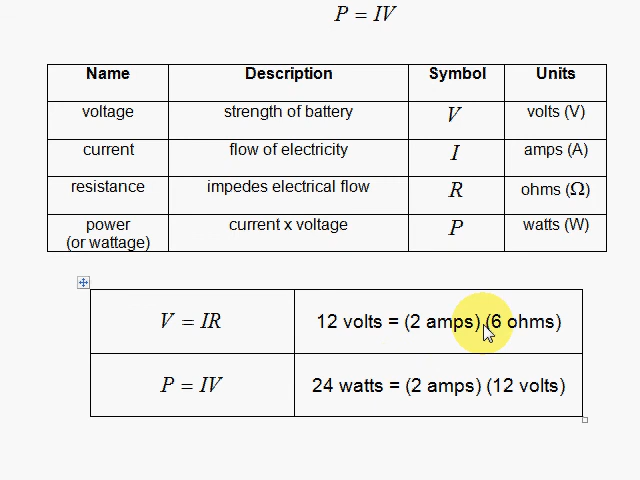 P = IV
Name Description Symbol Units
voltage strength of battery V volts (V)
current flow of electricity I amps (A)
resistance impedes electrical flow R ohms (Ω)
power current x voltage P watts (W)
(or wattage)
V = IR 12 volts = (2 amps) (6 ohms)
P = IV 24 watts = (2 amps) (12 volts)